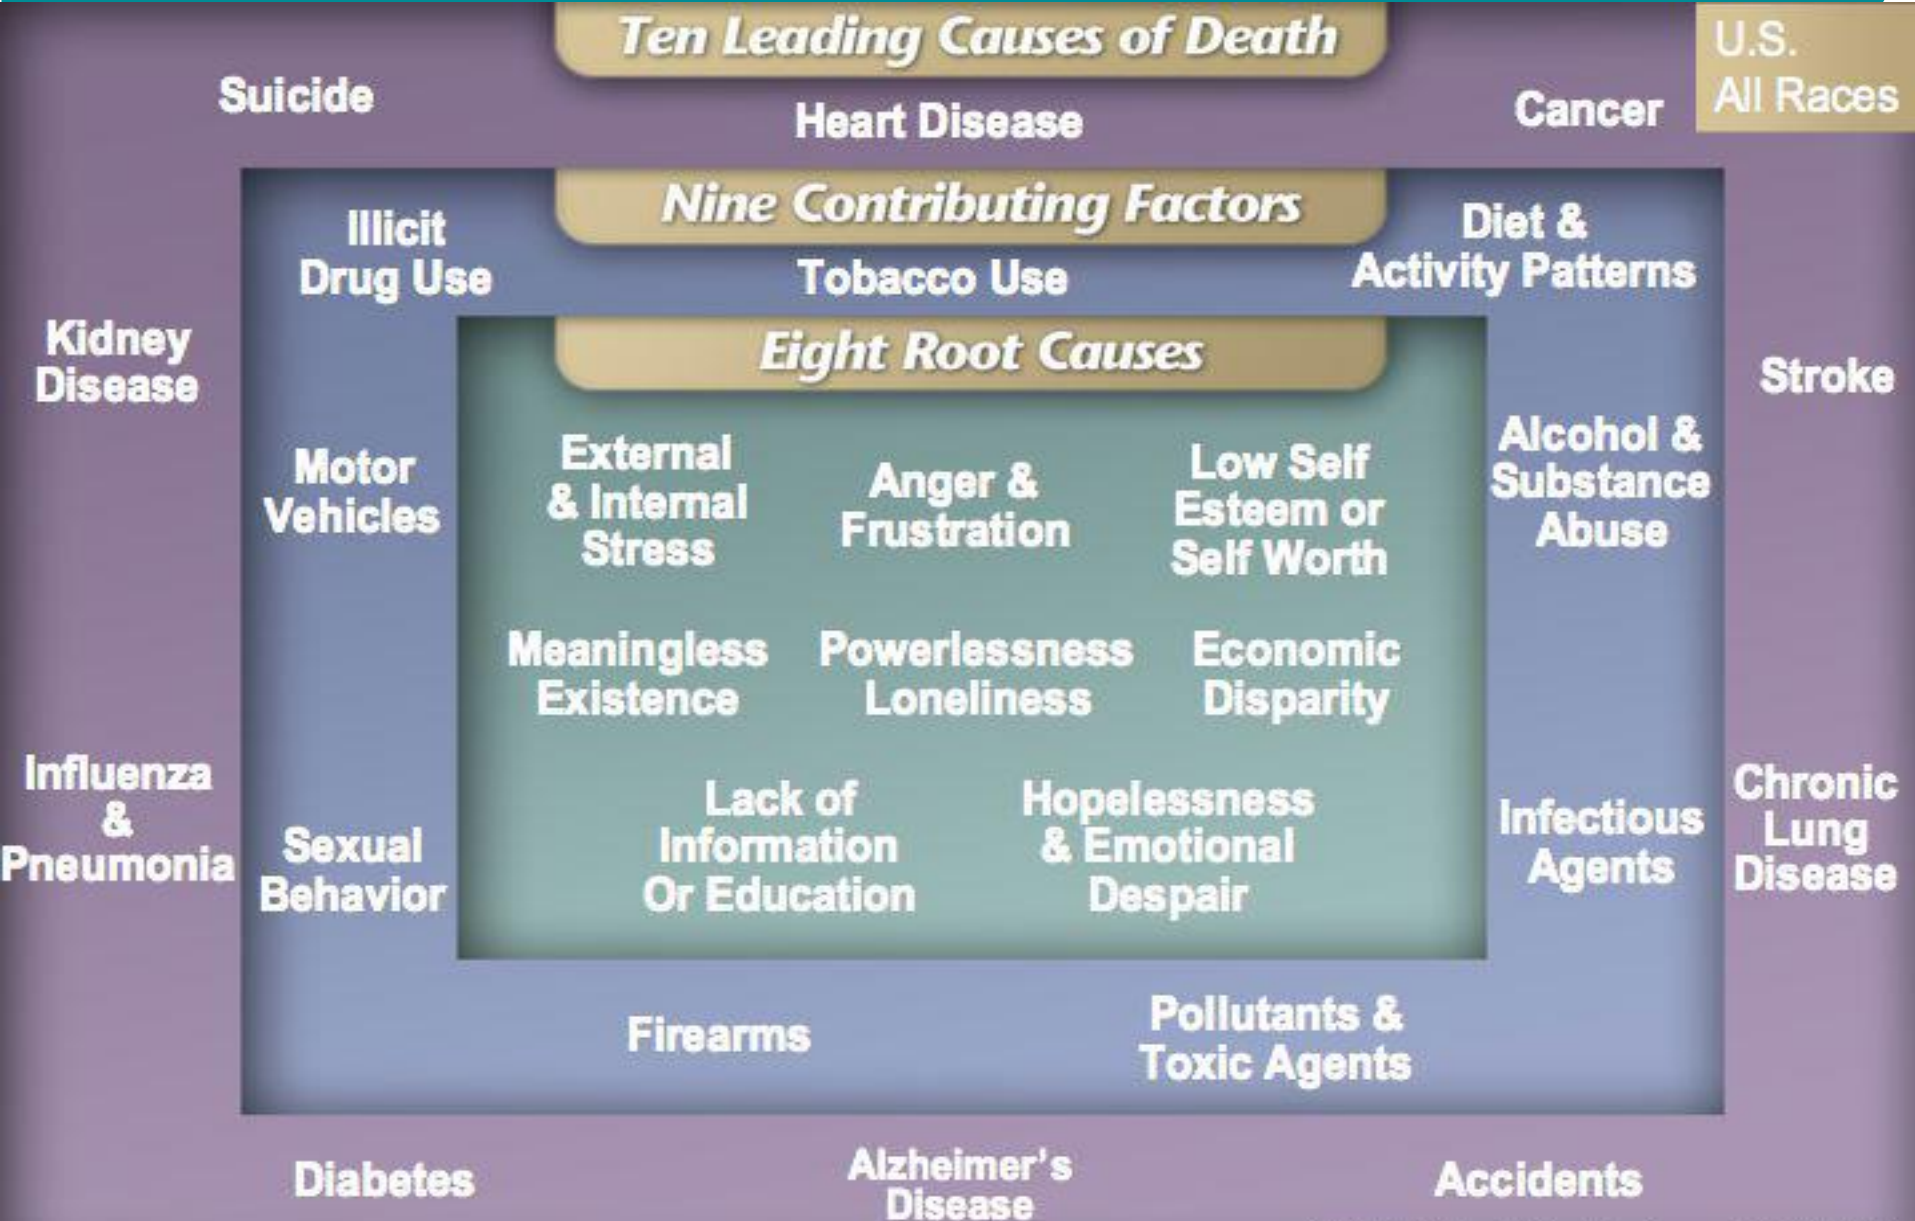 Ten Leading Causes of Death
U.S.
All Races
Suicide
Heart Disease
Cancer
Kidney
Disease
Stroke
Influenza
&
Pneumonia
Chronic
Lung
Disease
Diabetes
Alzheimer's
Disease
Accidents
Nine Contributing Factors
Illicit
Drug Use
Tobacco Use
Diet &
Activity Patterns
Motor
Vehicles
Alcohol &
Substance
Abuse
Sexual
Behavior
Infectious
Agents
Firearms
Pollutants &
Toxic Agents
Eight Root Causes
External
& Internal
Stress
Anger &
Frustration
Low Self
Esteem or
Self Worth
Meaningless
Existence
Powerlessness
Loneliness
Economic
Disparity
Lack of
Information
Or Education
Hopelessness
& Emotional
Despair